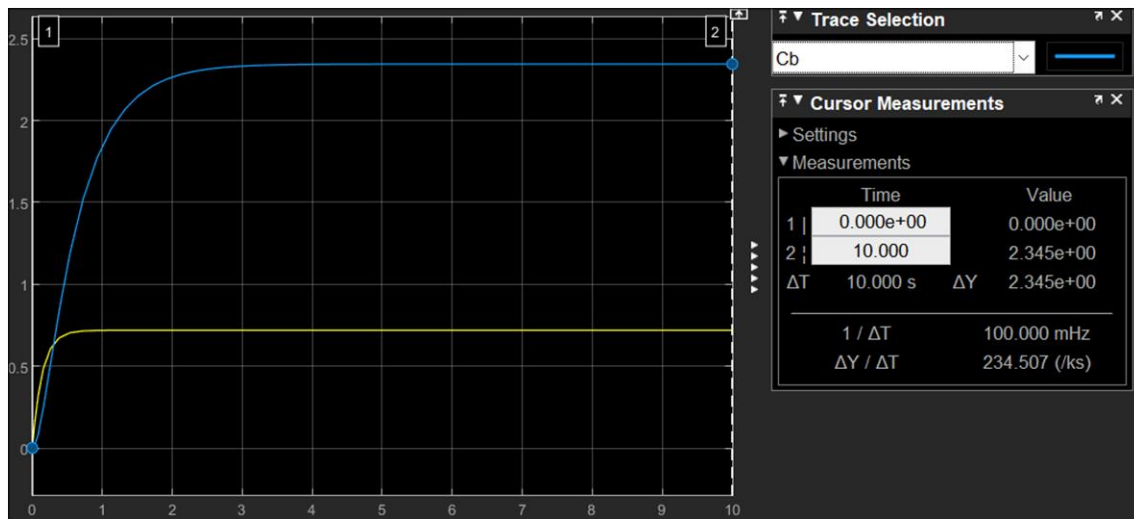 2.5
2
1.5
1
0.5
0
0 1 2 3 4 5 6 7 8 9 10
1
2
Trace Selection
Cb
Cursor Measurements
Settings
Measurements
Time Value
1 | 0.000e+00 0.000e+00
2 ¦ 10.000 2.345e+00
ΔT 10.000 s ΔY 2.345e+00
1 / ΔT 100.000 mHz
ΔY / ΔT 234.507 (/ks)